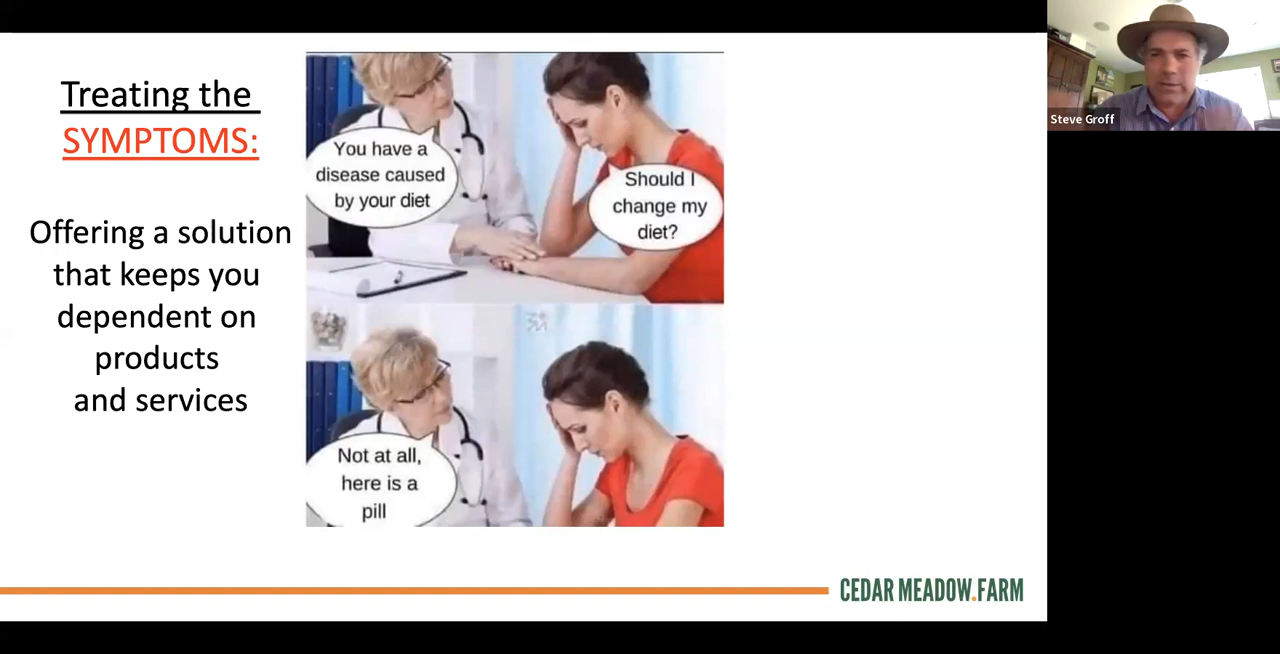 Treating the
SYMPTOMS:
Offering a solution
that keeps you
dependent on
products
and services
You have a
disease caused
by your diet
Should I
change my
diet?
Not at all,
here is a
pill
CEDAR MEADOW.FARM
Steve Groff